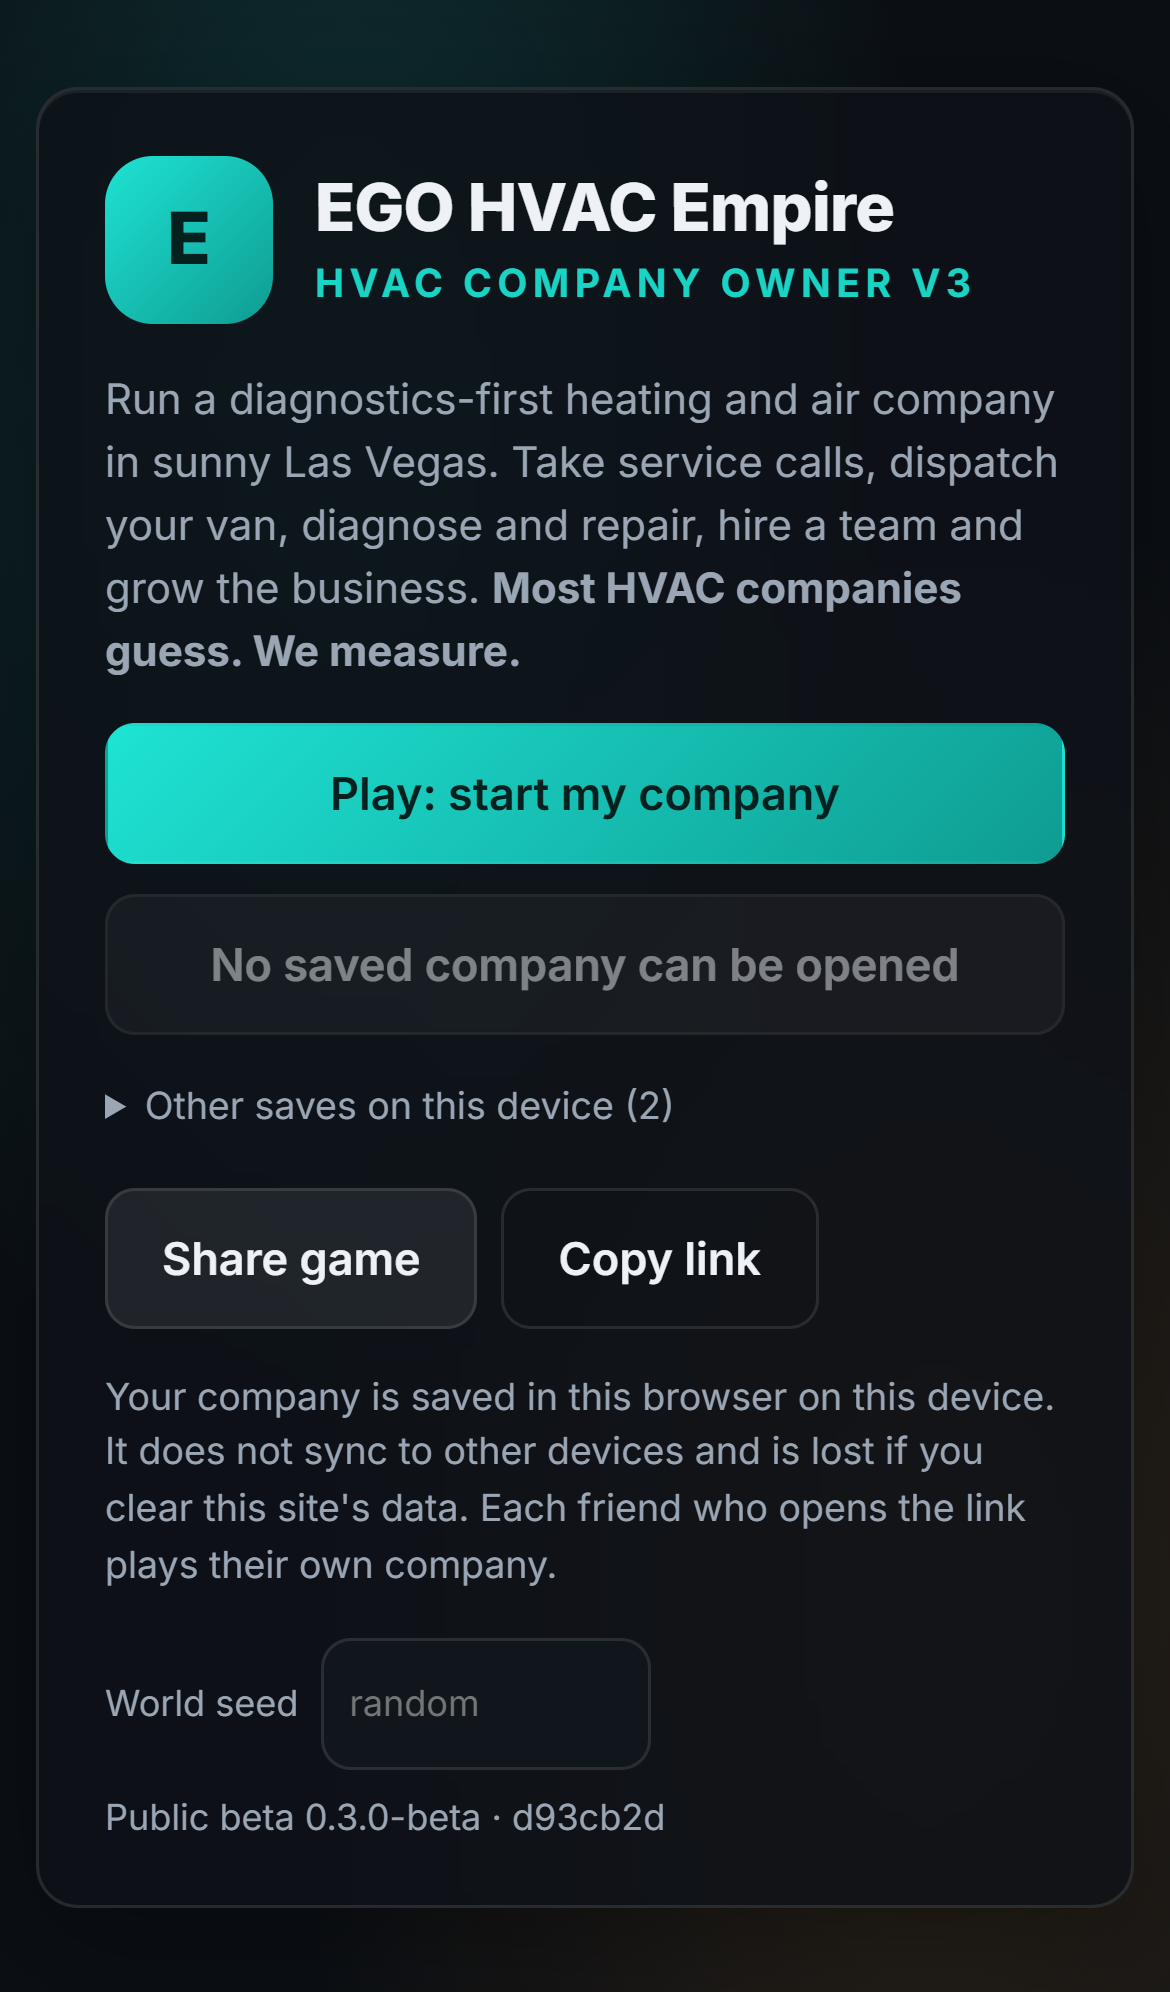 E
EGO HVAC Empire
HVAC COMPANY OWNER V3
Run a diagnostics-first heating and air company
in sunny Las Vegas. Take service calls, dispatch
your van, diagnose and repair, hire a team and
grow the business. Most HVAC companies
guess. We measure.
Play: start my company
No saved company can be opened
Other saves on this device (2)
Share game
Copy link
Your company is saved in this browser on this device.
It does not sync to other devices and is lost if you
clear this site's data. Each friend who opens the link
plays their own company.
World seed
random
Public beta 0.3.0-beta · d93cb2d